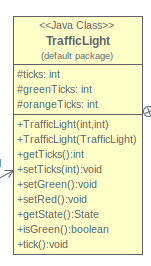 <<Java Class>>
TrafficLight
(default package)
#ticks: int
#greenTicks: int
#orangeTicks: int
+TrafficLight(int,int)
+TrafficLight(TrafficLight)
+getTicks():int
+setTicks(int):void
+setGreen():void
+setRed():void
+getState():State
+isGreen():boolean
+tick():void